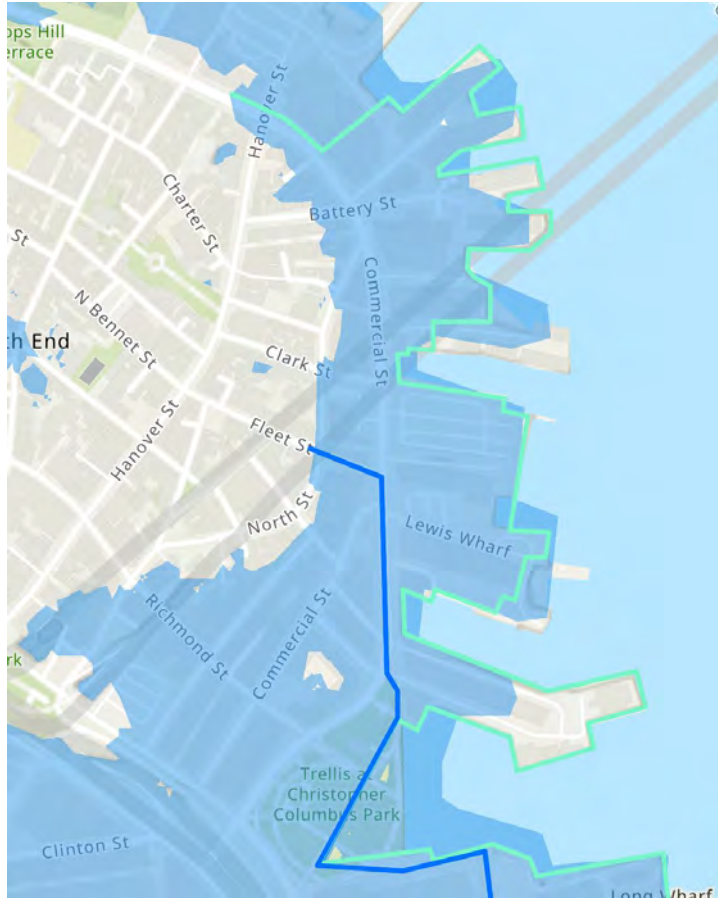 ops Hill
errace
Hanover St
Charter St
Battery St
St
N Bennet St
Commercial St
th End
Clark St
Hanover St
Fleet St
North St
Lewis Wharf
Richmond St
Commercial St
rk
Trellis at
Christopher
Columbus Park
Clinton St
Long Wharf